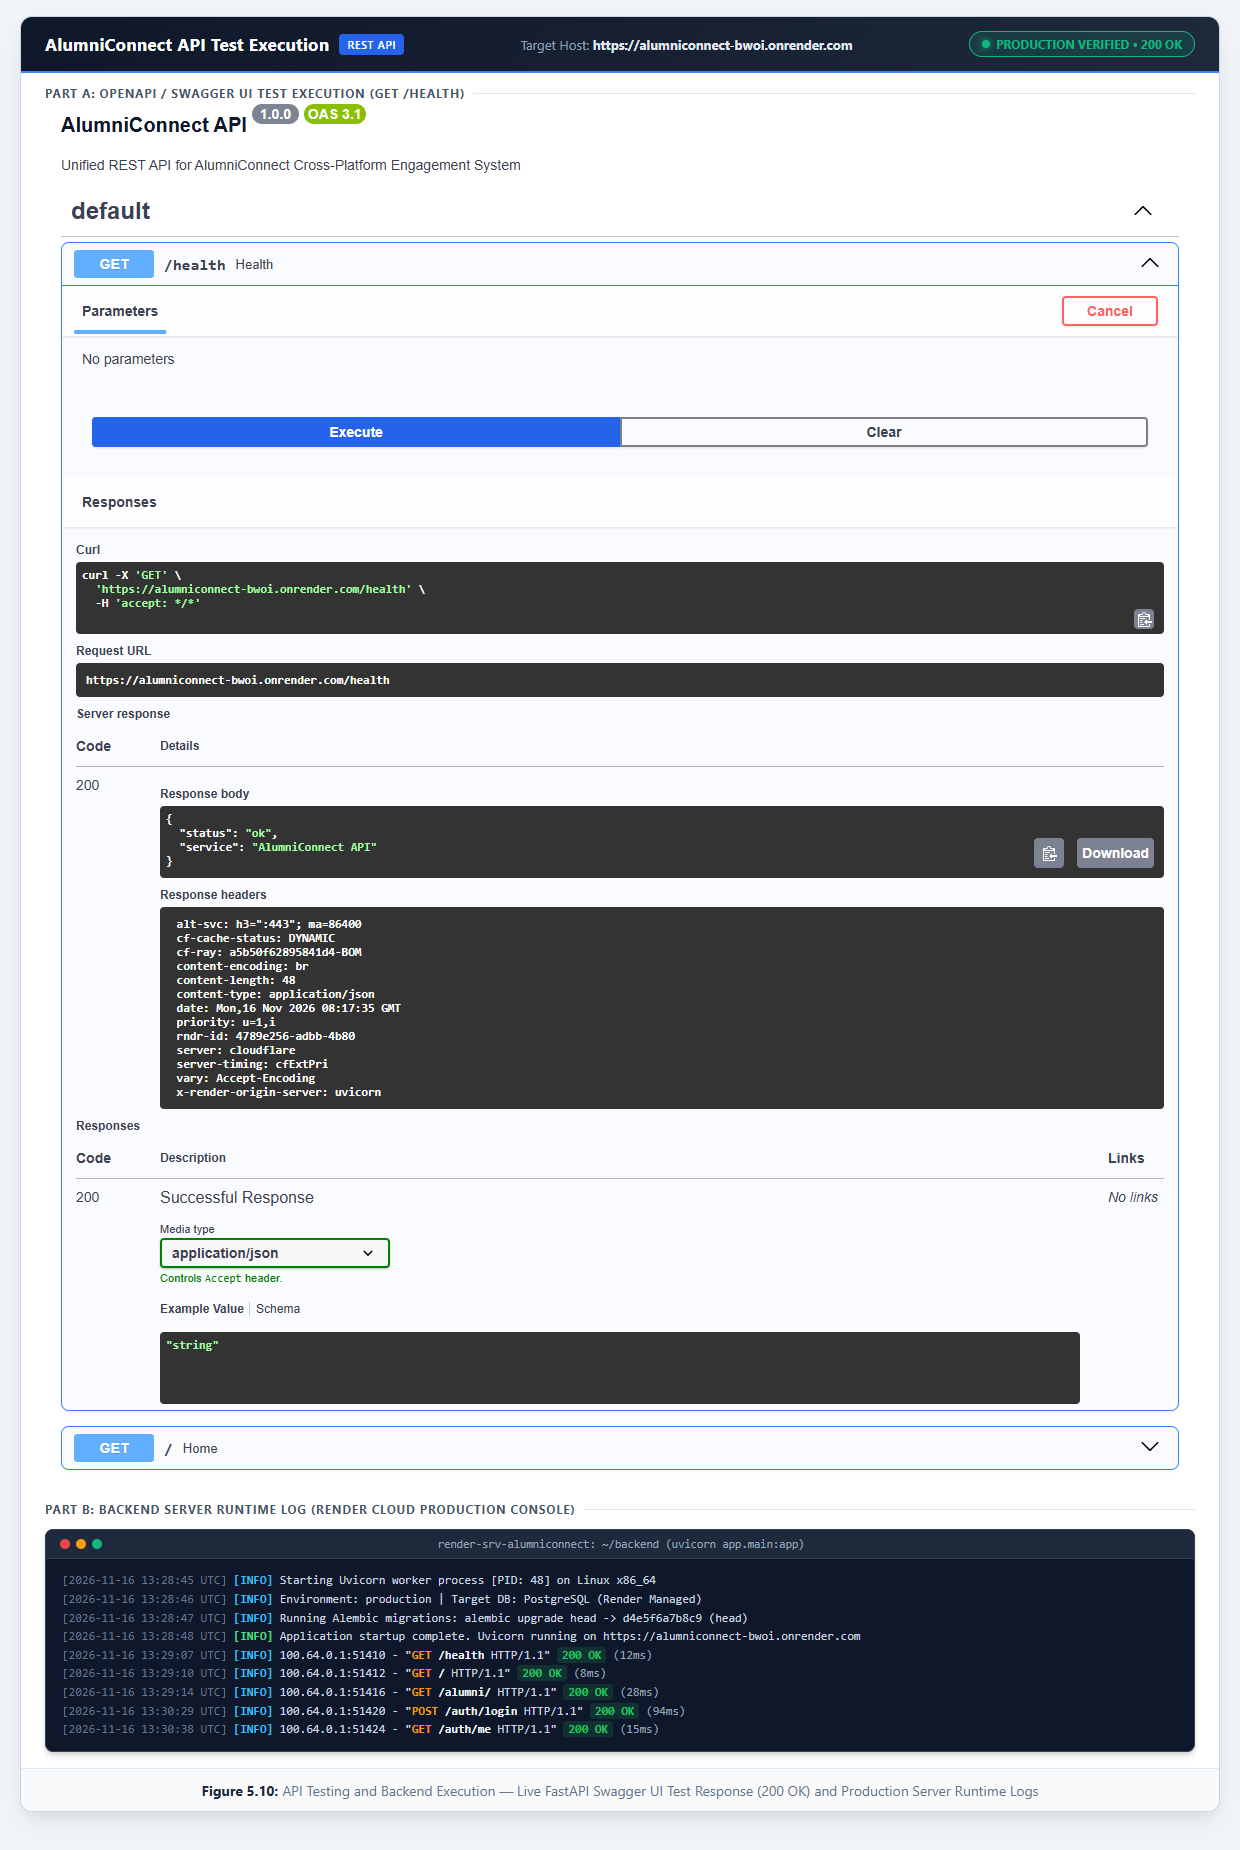 AlumniConnect API Test Execution REST API Target Host: https://alumniconnect-bwoi.onrender.com PRODUCTION VERIFIED • 200 OK
PART A: OPENAPI / SWAGGER UI TEST EXECUTION (GET /HEALTH)
AlumniConnect API 1.0.0 OAS 3.1
Unified REST API for AlumniConnect Cross-Platform Engagement System
default
GET /health Health
Parameters Cancel
No parameters
Execute Clear
Responses
Curl
curl -X 'GET' \
'https://alumniconnect-bwoi.onrender.com/health' \
-H 'accept: */*'
Request URL
https://alumniconnect-bwoi.onrender.com/health
Server response
Code Details
200
Response body
{
"status": "ok",
"service": "AlumniConnect API"
}
Download
Response headers
alt-svc: h3=":443"; ma=86400
cf-cache-status: DYNAMIC
cf-ray: a5b50f62895841d4-BOM
content-encoding: br
content-length: 48
content-type: application/json
date: Mon,16 Nov 2026 08:17:35 GMT
priority: u=1,i
rndr-id: 4789e256-adbb-4b80
server: cloudflare
server-timing: cfExtPri
vary: Accept-Encoding
x-render-origin-server: uvicorn
Responses
Code Description Links
200 Successful Response No links
Media type
application/json
Controls Accept header.
Example Value Schema
"string"
GET / Home
PART B: BACKEND SERVER RUNTIME LOG (RENDER CLOUD PRODUCTION CONSOLE)
render-srv-alumniconnect: ~/backend (uvicorn app.main:app)
[2026-11-16 13:28:45 UTC] [INFO] Starting Uvicorn worker process [PID: 48] on Linux x86_64
[2026-11-16 13:28:46 UTC] [INFO] Environment: production | Target DB: PostgreSQL (Render Managed)
[2026-11-16 13:28:47 UTC] [INFO] Running Alembic migrations: alembic upgrade head -> d4e5f6a7b8c9 (head)
[2026-11-16 13:28:48 UTC] [INFO] Application startup complete. Uvicorn running on https://alumniconnect-bwoi.onrender.com
[2026-11-16 13:29:07 UTC] [INFO] 100.64.0.1:51410 - "GET /health HTTP/1.1" 200 OK (12ms)
[2026-11-16 13:29:10 UTC] [INFO] 100.64.0.1:51412 - "GET / HTTP/1.1" 200 OK (8ms)
[2026-11-16 13:29:14 UTC] [INFO] 100.64.0.1:51416 - "GET /alumni/ HTTP/1.1" 200 OK (28ms)
[2026-11-16 13:30:29 UTC] [INFO] 100.64.0.1:51420 - "POST /auth/login HTTP/1.1" 200 OK (94ms)
[2026-11-16 13:30:38 UTC] [INFO] 100.64.0.1:51424 - "GET /auth/me HTTP/1.1" 200 OK (15ms)
Figure 5.10: API Testing and Backend Execution — Live FastAPI Swagger UI Test Response (200 OK) and Production Server Runtime Logs